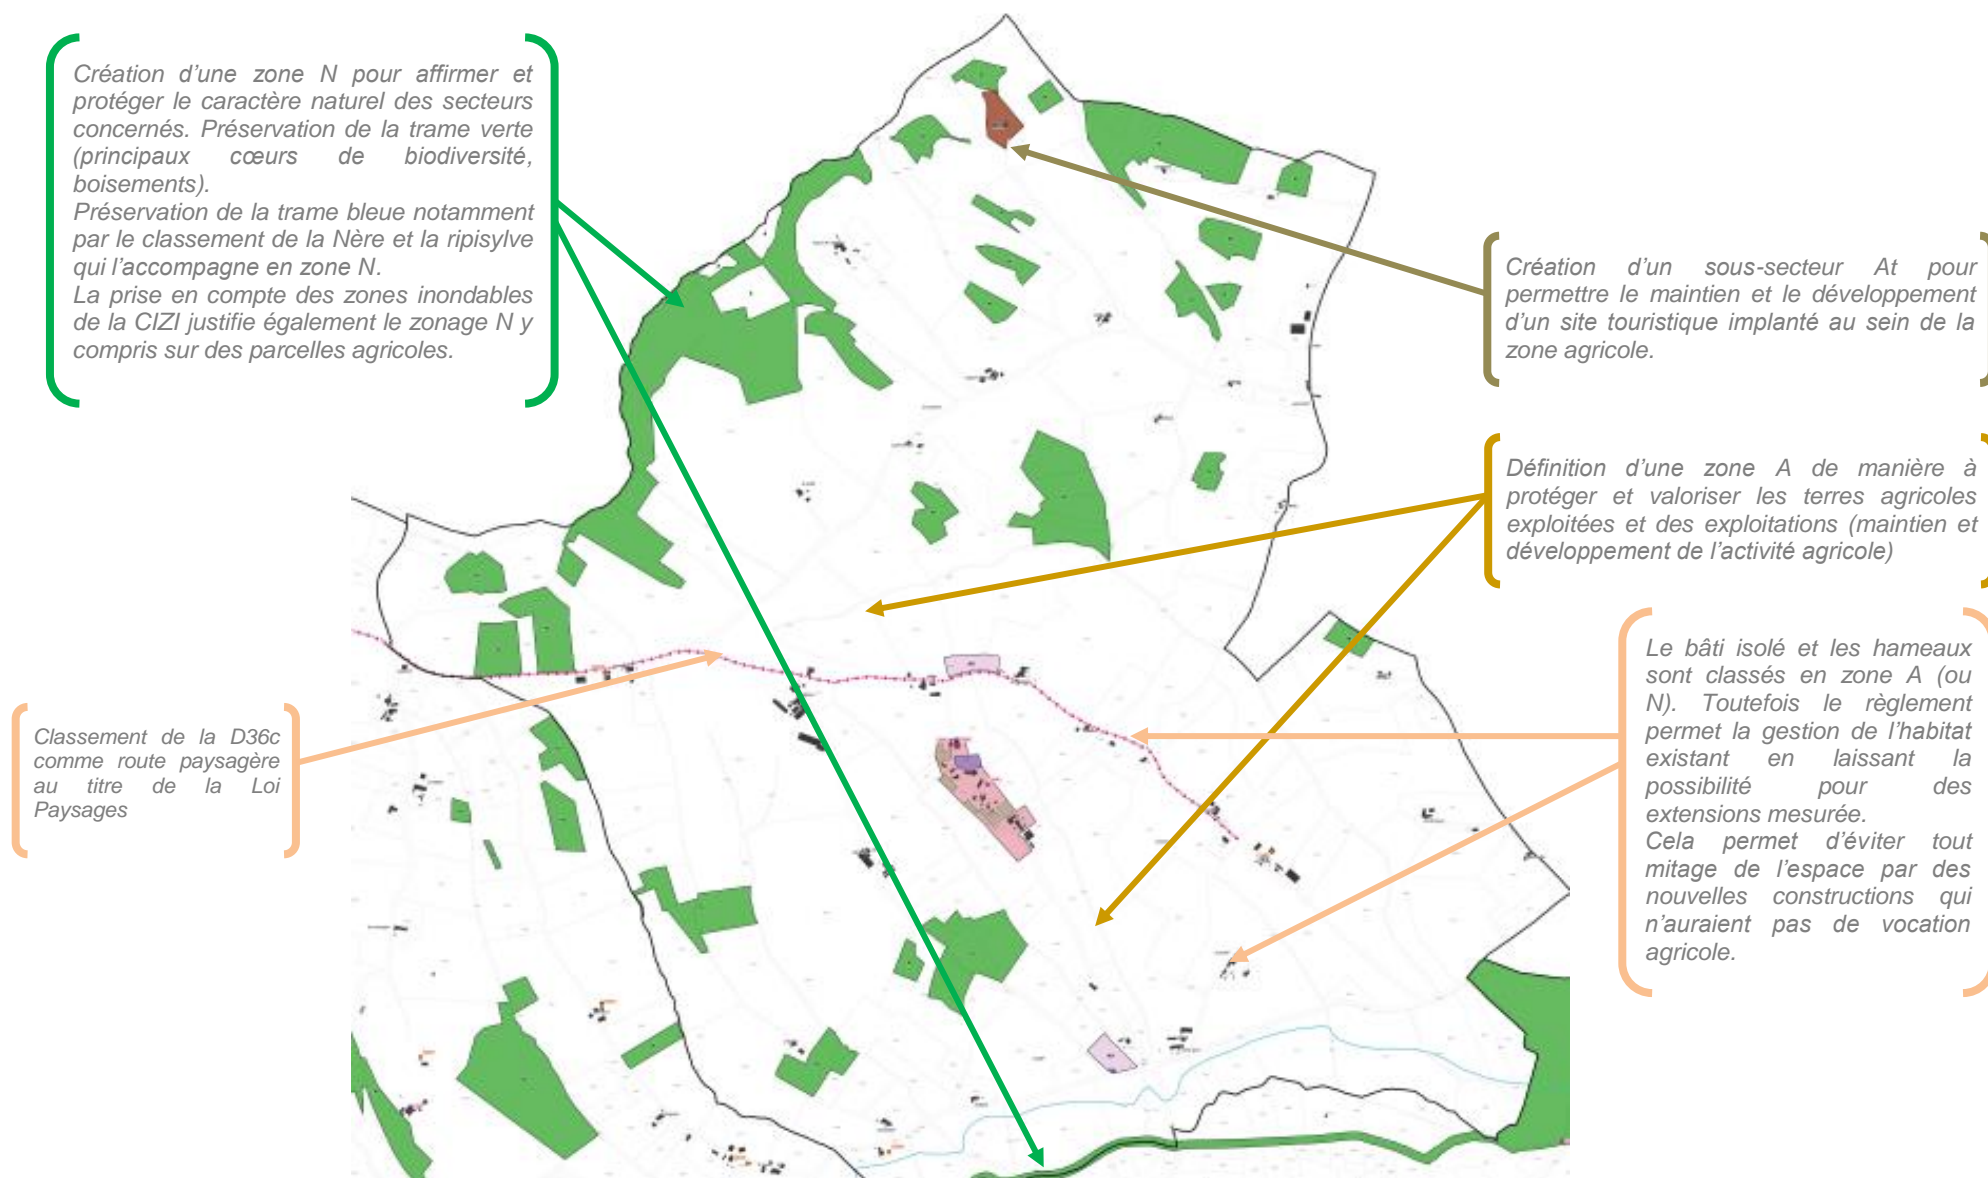 Création d'une zone N pour affirmer et
protéger le caractère naturel des secteurs
concernés. Préservation de la trame verte
(principaux cœurs de biodiversité,
boisements).
Préservation de la trame bleue notamment
par le classement de la Nère et la ripisylve
qui l'accompagne en zone N.
La prise en compte des zones inondables
de la CIZI justifie également le zonage N y
compris sur des parcelles agricoles.
Création d'un sous-secteur At pour
permettre le maintien et le développement
d'un site touristique implanté au sein de la
zone agricole.
Définition d'une zone A de manière à
protéger et valoriser les terres agricoles
exploitées et des exploitations (maintien et
développement de l'activité agricole)
Classement de la D36c
comme route paysagère
au titre de la Loi
Paysages
Le bâti isolé et les hameaux
sont classés en zone A (ou
N). Toutefois le règlement
permet la gestion de l'habitat
existant en laissant la
possibilité pour des
extensions mesurée.
Cela permet d'éviter tout
mitage de l'espace par des
nouvelles constructions qui
n'auraient pas de vocation
agricole.